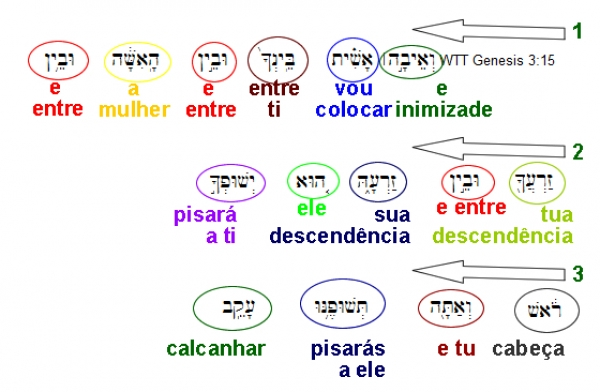 1
WTT Genesis 3:15 וְאֵיבָ֣ה׀ אָשִׁ֗ית בֵּֽינְךָ֙ וּבֵ֣ין הָֽאִשָּׁ֔ה וּבֵ֥ין
e a e entre vou e
entre mulher entre ti colocar inimizade
2
זַרְעֲךָ֖ וּבֵ֣ין זַרְעָ֑הּ ה֚וּא יְשׁוּפְךָ֣
pisará ele sua e entre tua
a ti descendência descendência
3
רֹ֔אשׁ וְאַתָּ֖ה תְּשׁוּפֶ֥נּוּ עָקֵֽב
calcanhar pisarás e tu cabeça
a ele